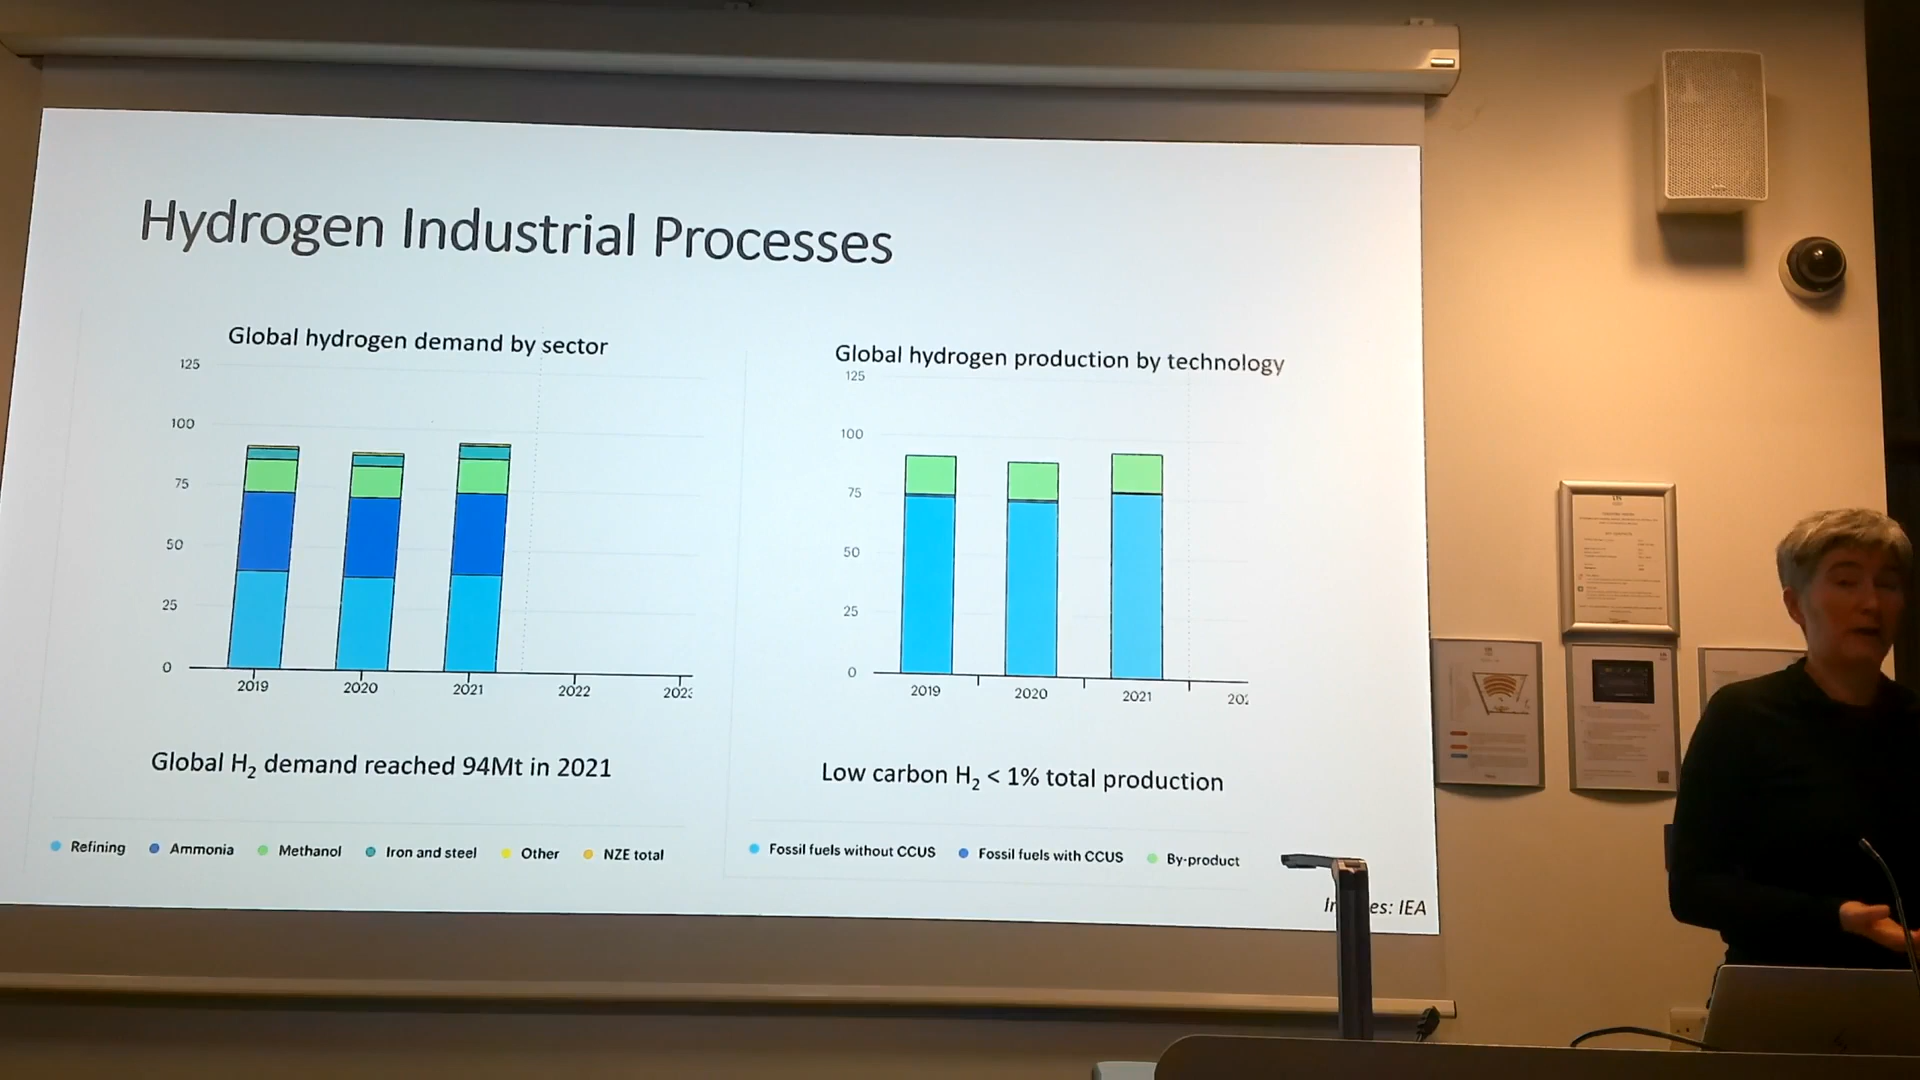 Hydrogen Industrial Processes
Global hydrogen demand by sector
125
100
75
50
25
0
2019 2020 2021 2022
Global H₂ demand reached 94Mt in 2021
Refining Ammonia Methanol Iron and steel Other NZE total
Global hydrogen production by technology
125
100
75
50
25
0
2019 2020 2021
Low carbon H₂ < 1% total production
Fossil fuels without CCUS Fossil fuels with CCUS By-product
es: IEA